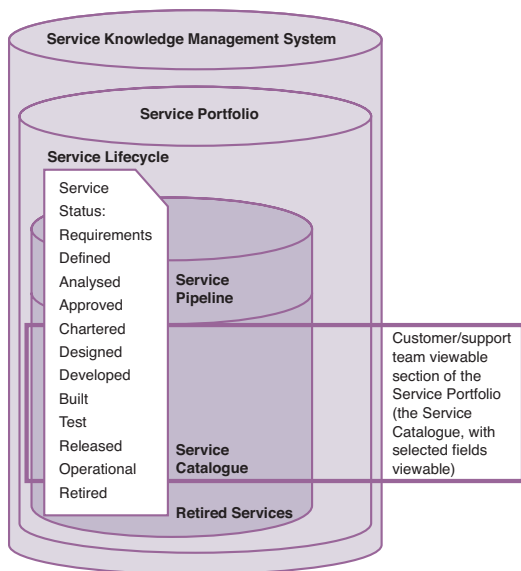 Service Knowledge Management System
Service Portfolio
Service Lifecycle
Service
Status:
Requirements
Defined
Analysed
Approved
Chartered
Designed
Developed
Built
Test
Released
Operational
Retired
Service
Pipeline
Service
Catalogue
Retired Services
Customer/support
team viewable
section of the
Service Portfolio
(the Service
Catalogue, with
selected fields
viewable)